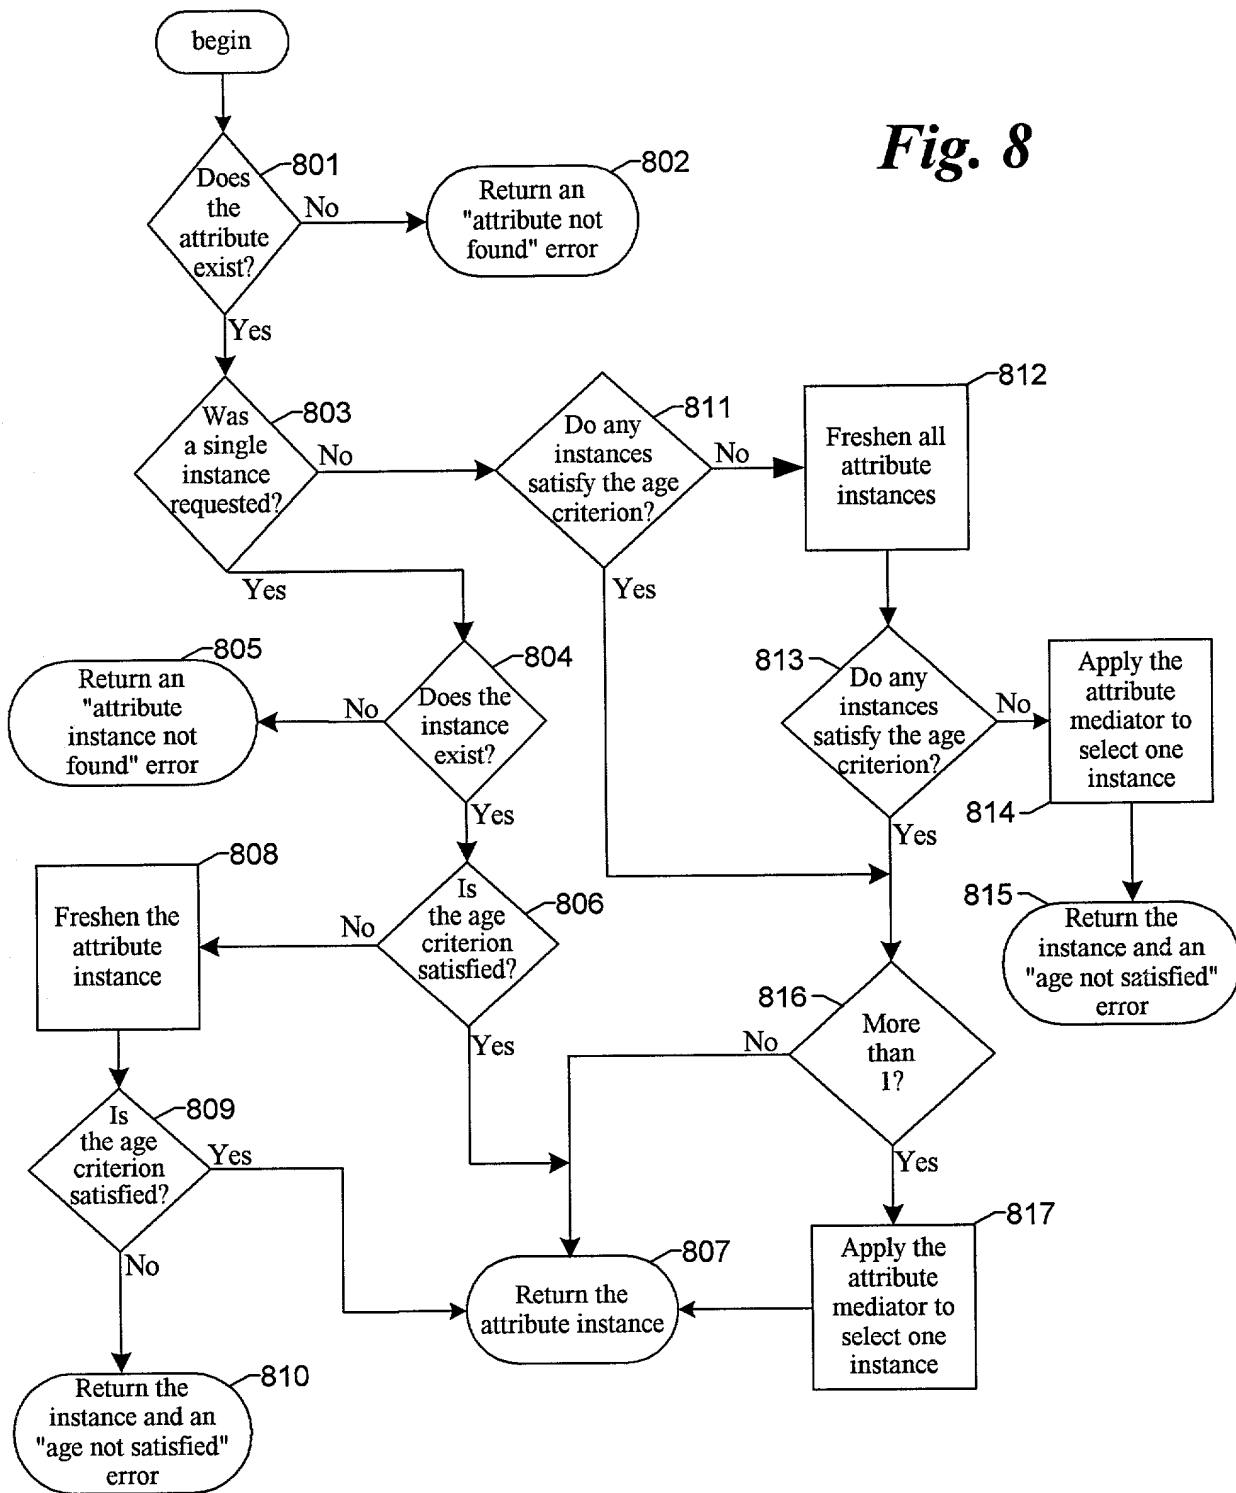 begin
Fig. 8
801
Does
the
attribute
exist?
No
802
Return an
"attribute not
found" error
Yes
803
Was
a single
instance
requested?
No
811
Do any
instances
satisfy the age
criterion?
No
812
Freshen all
attribute
instances
Yes
Yes
805
Return an
"attribute
instance not
found" error
No
804
Does the
instance
exist?
Yes
813
Do any
instances
satisfy the age
criterion?
No
Apply the
attribute
mediator to
select one
instance
814
Yes
808
Freshen the
attribute
instance
No
Is
the age
criterion
satisfied?
806
Yes
815
Return the
instance and an
"age not satisfied"
error
816
More
than
1?
No
Yes
809
Is
the age
criterion
satisfied?
Yes
No
807
Return the
attribute instance
817
Apply the
attribute
mediator to
select one
instance
810
Return the
instance and an
"age not satisfied"
error